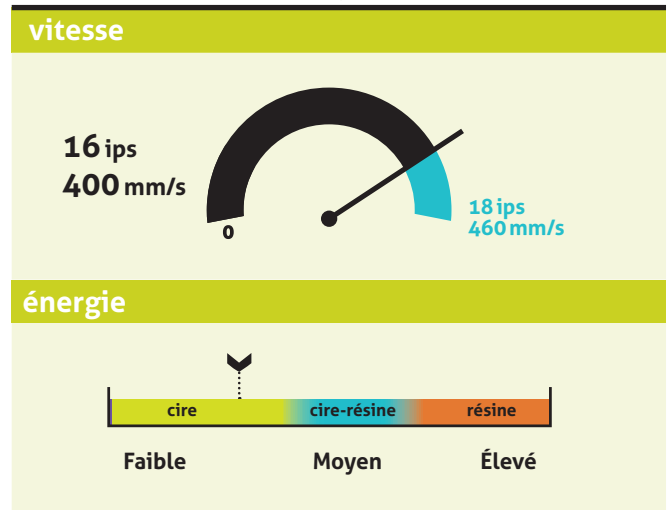 vitesse
16 ips
400 mm/s
0
18 ips
460 mm/s
énergie
cire
cire-résine
résine
Faible
Moyen
Élevé